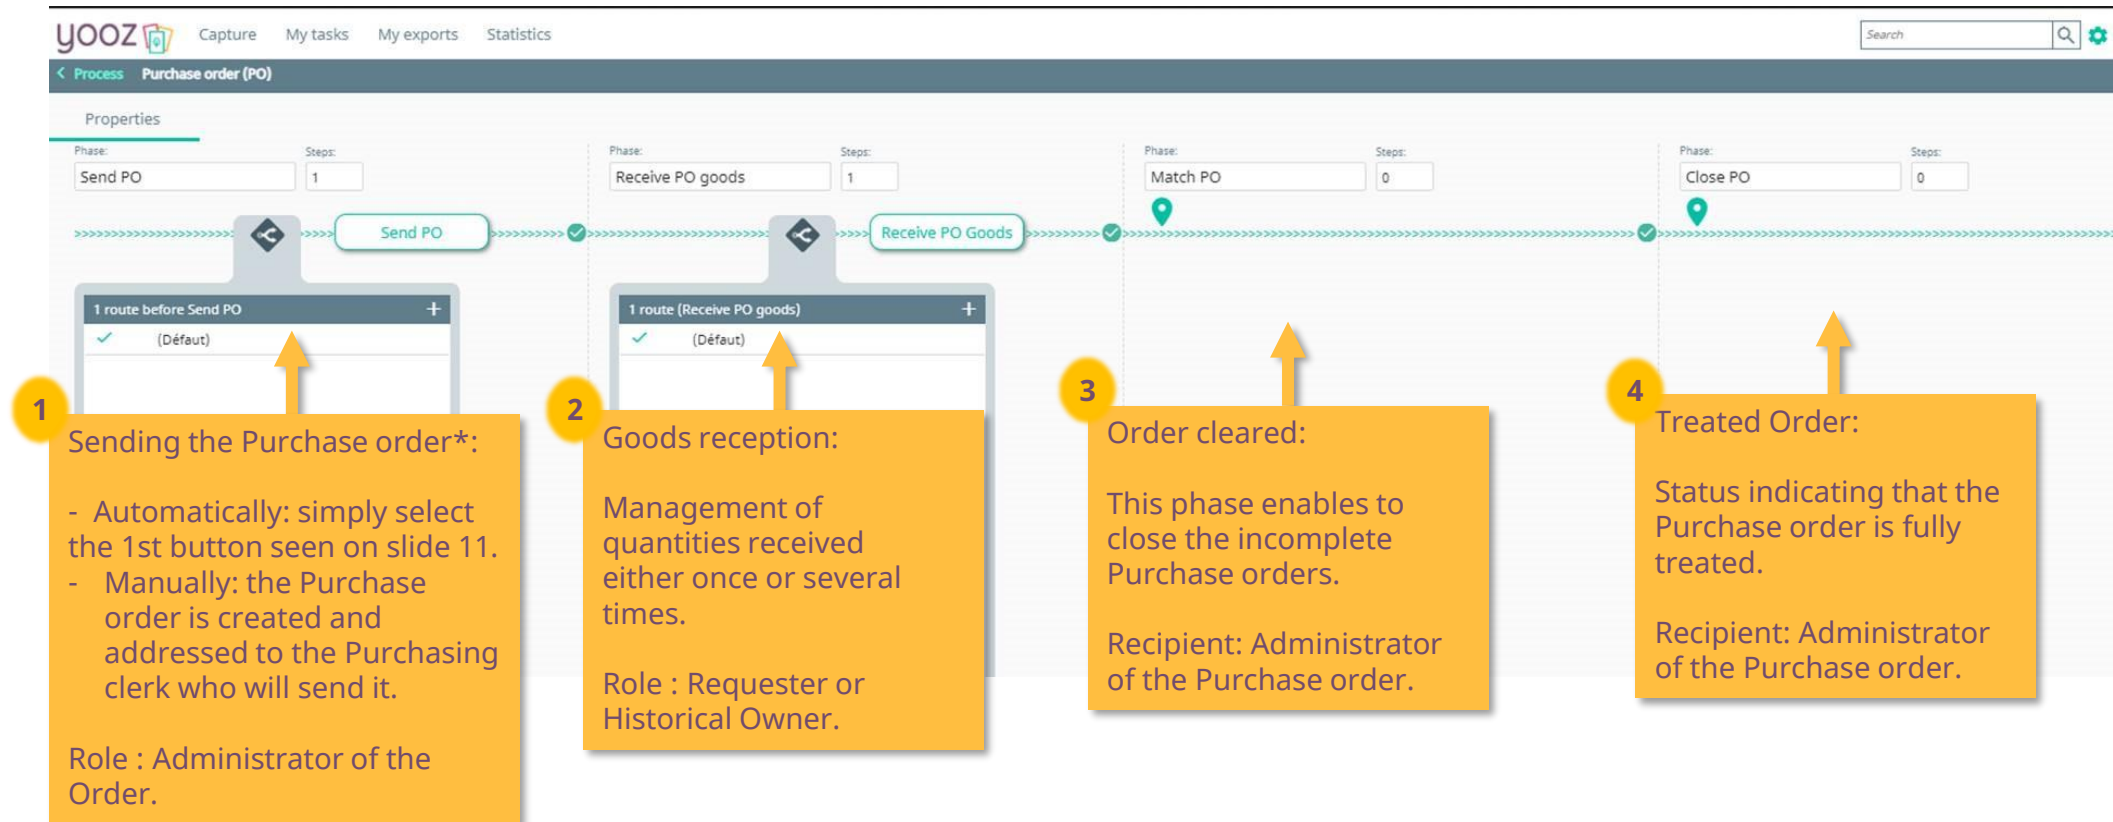 yooz Capture My tasks My exports Statistics Search
< Process Purchase order (PO)
Properties
Phase: Steps: Phase: Steps: Phase: Steps: Phase: Steps:
Send PO 1 Receive PO goods 1 Match PO 0 Close PO 0
Send PO Receive PO Goods
1 route before Send PO + 1 route (Receive PO goods) +
(Défaut) (Défaut)
1
Sending the Purchase order*:
- Automatically: simply select
the 1st button seen on slide 11.
- Manually: the Purchase
order is created and
addressed to the Purchasing
clerk who will send it.
Role : Administrator of the
Order.
2
Goods reception:
Management of
quantities received
either once or several
times.
Role : Requester or
Historical Owner.
3
Order cleared:
This phase enables to
close the incomplete
Purchase orders.
Recipient: Administrator
of the Purchase order.
4
Treated Order:
Status indicating that the
Purchase order is fully
treated.
Recipient: Administrator
of the Purchase order.